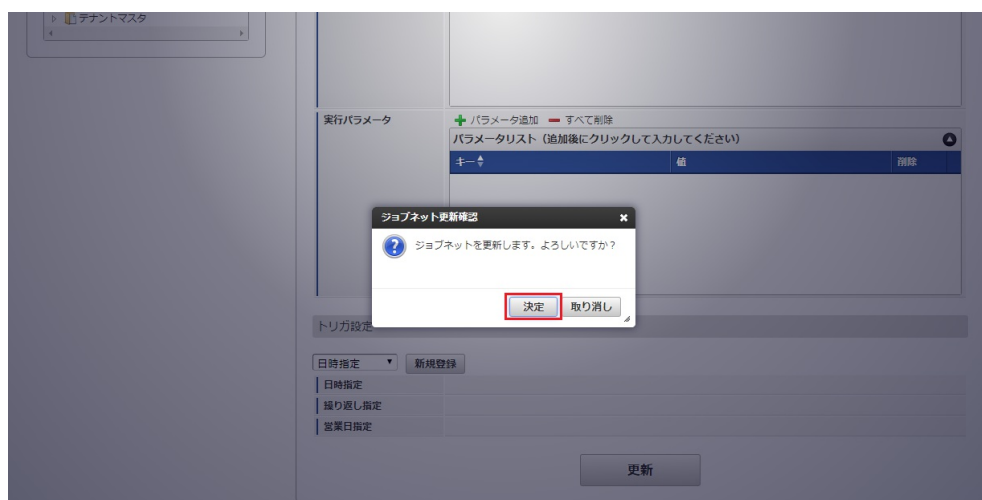 テナントマスタ
実行パラメータ
パラメータ追加 すべて削除
パラメータリスト（追加後にクリックして入力してください）
キー 値 削除
ジョブネット更新確認
ジョブネットを更新します。よろしいですか？
決定 取り消し
トリガ設定
日時指定 新規登録
日時指定
繰り返し指定
営業日指定
更新